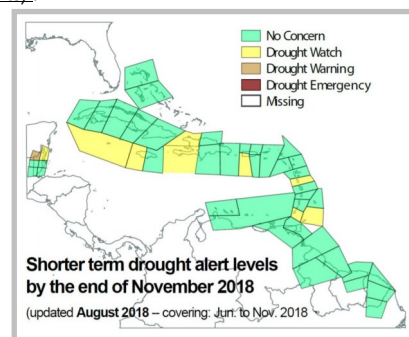 No Concern
Drought Watch
Drought Warning
Drought Emergency
Missing
Shorter term drought alert levels
by the end of November 2018
(updated August 2018 – covering: Jun. to Nov. 2018